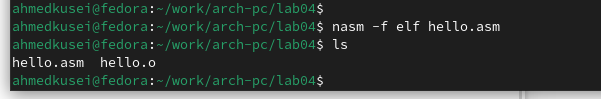 ahmedkusei@fedora:~/work/arch-pc/lab04$
ahmedkusei@fedora:~/work/arch-pc/lab04$ nasm -f elf hello.asm
ahmedkusei@fedora:~/work/arch-pc/lab04$ ls
hello.asm  hello.o
ahmedkusei@fedora:~/work/arch-pc/lab04$